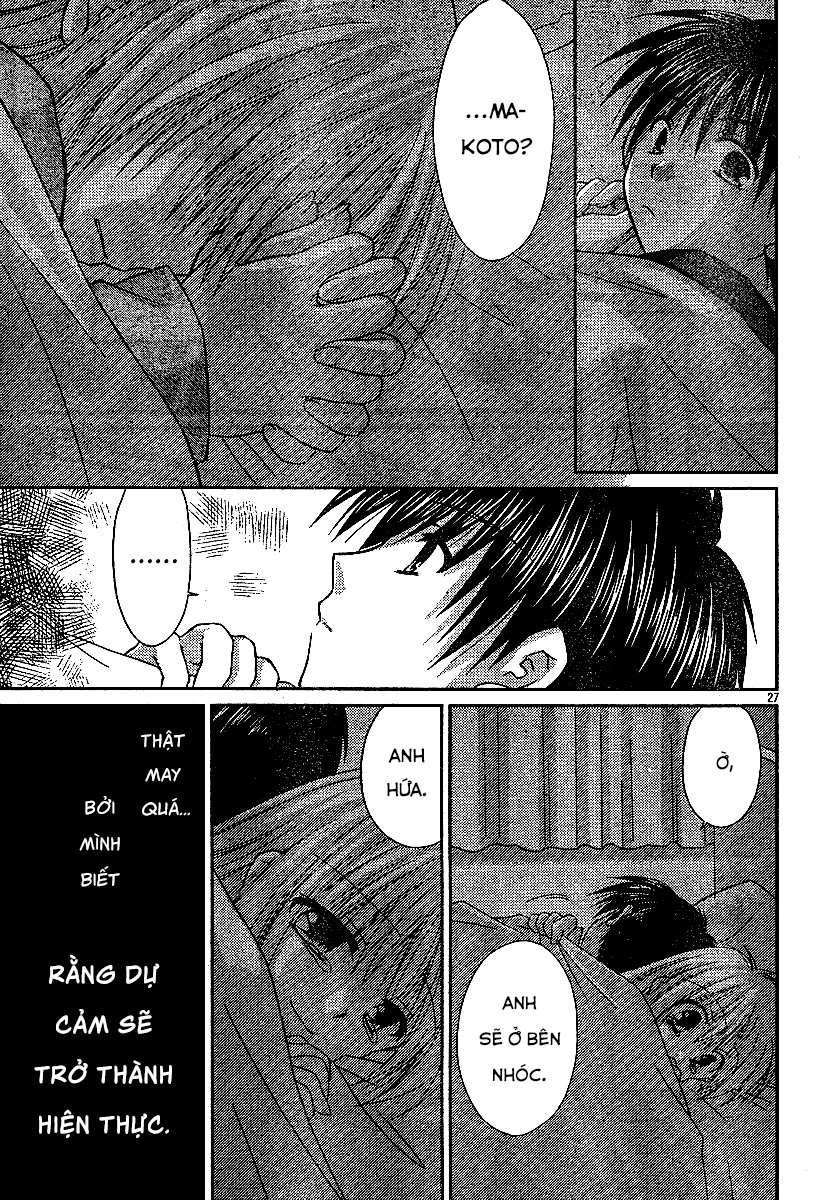 ...MA-
KOTO?
......
27
Ờ,
ANH
SẼ Ở BÊN
NHÓC.
ANH
HỨA.
THẬT
MAY
QUÁ...
BỞI
MÌNH
BIẾT
RẰNG DỰ
CẢM SẼ
TRỞ THÀNH
HIỆN THỰC.